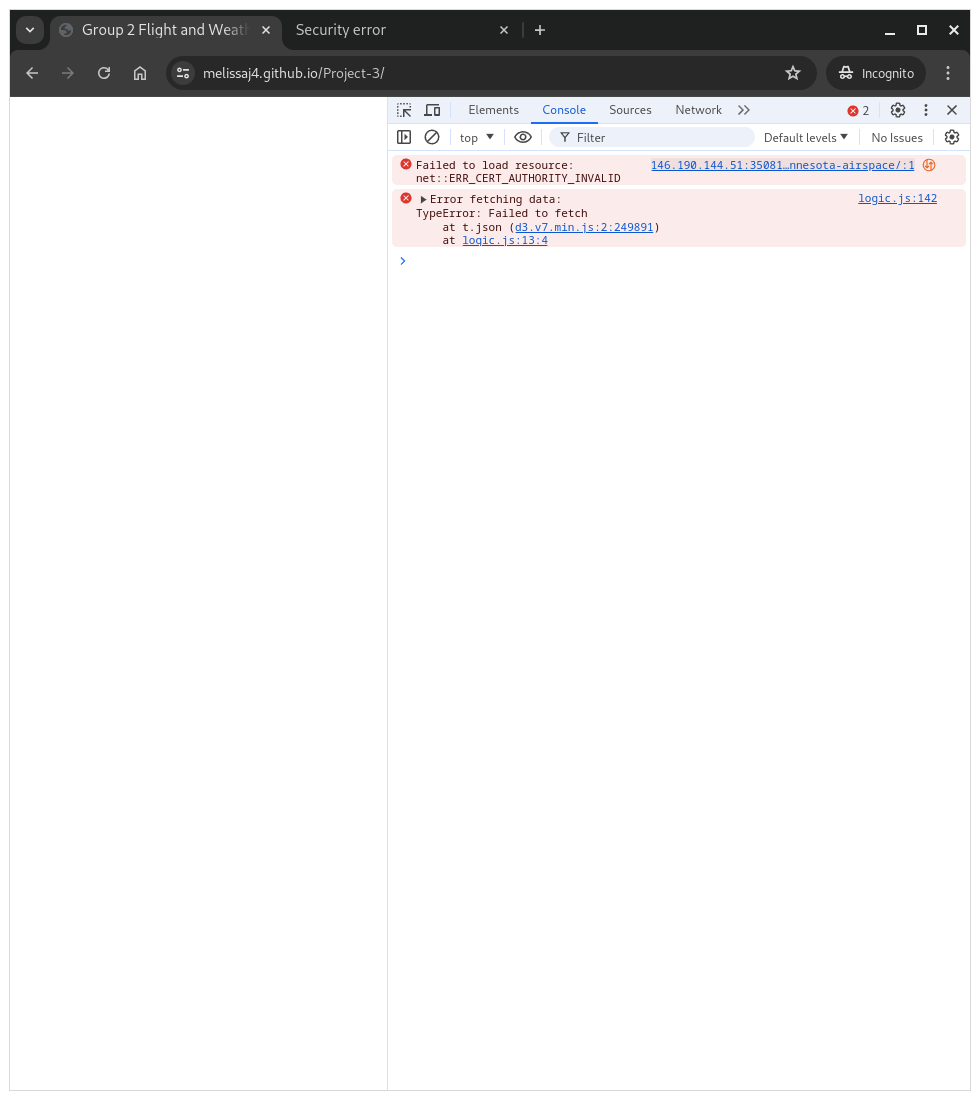 Group 2 Flight and Weat
Security error
melissaj4.github.io/Project-3/
Incognito
Elements Console Sources Network 2
top Filter Default levels No Issues
Failed to load resource: 146.190.144.51:35081…nnesota-airspace/:1
net::ERR_CERT_AUTHORITY_INVALID
Error fetching data: logic.js:142
TypeError: Failed to fetch
at t.json (d3.v7.min.js:2:249891)
at logic.js:13:4